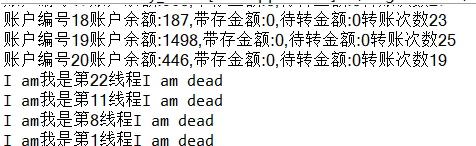 账户编号18账户余额:187,带存金额:0,待转金额:0转账次数23
账户编号19账户余额:1498,带存金额:0,待转金额:0转账次数25
账户编号20账户余额:446,带存金额:0,待转金额:0转账次数19
I am我是第22线程I am dead
I am我是第11线程I am dead
I am我是第8线程I am dead
I am我是第1线程I am dead